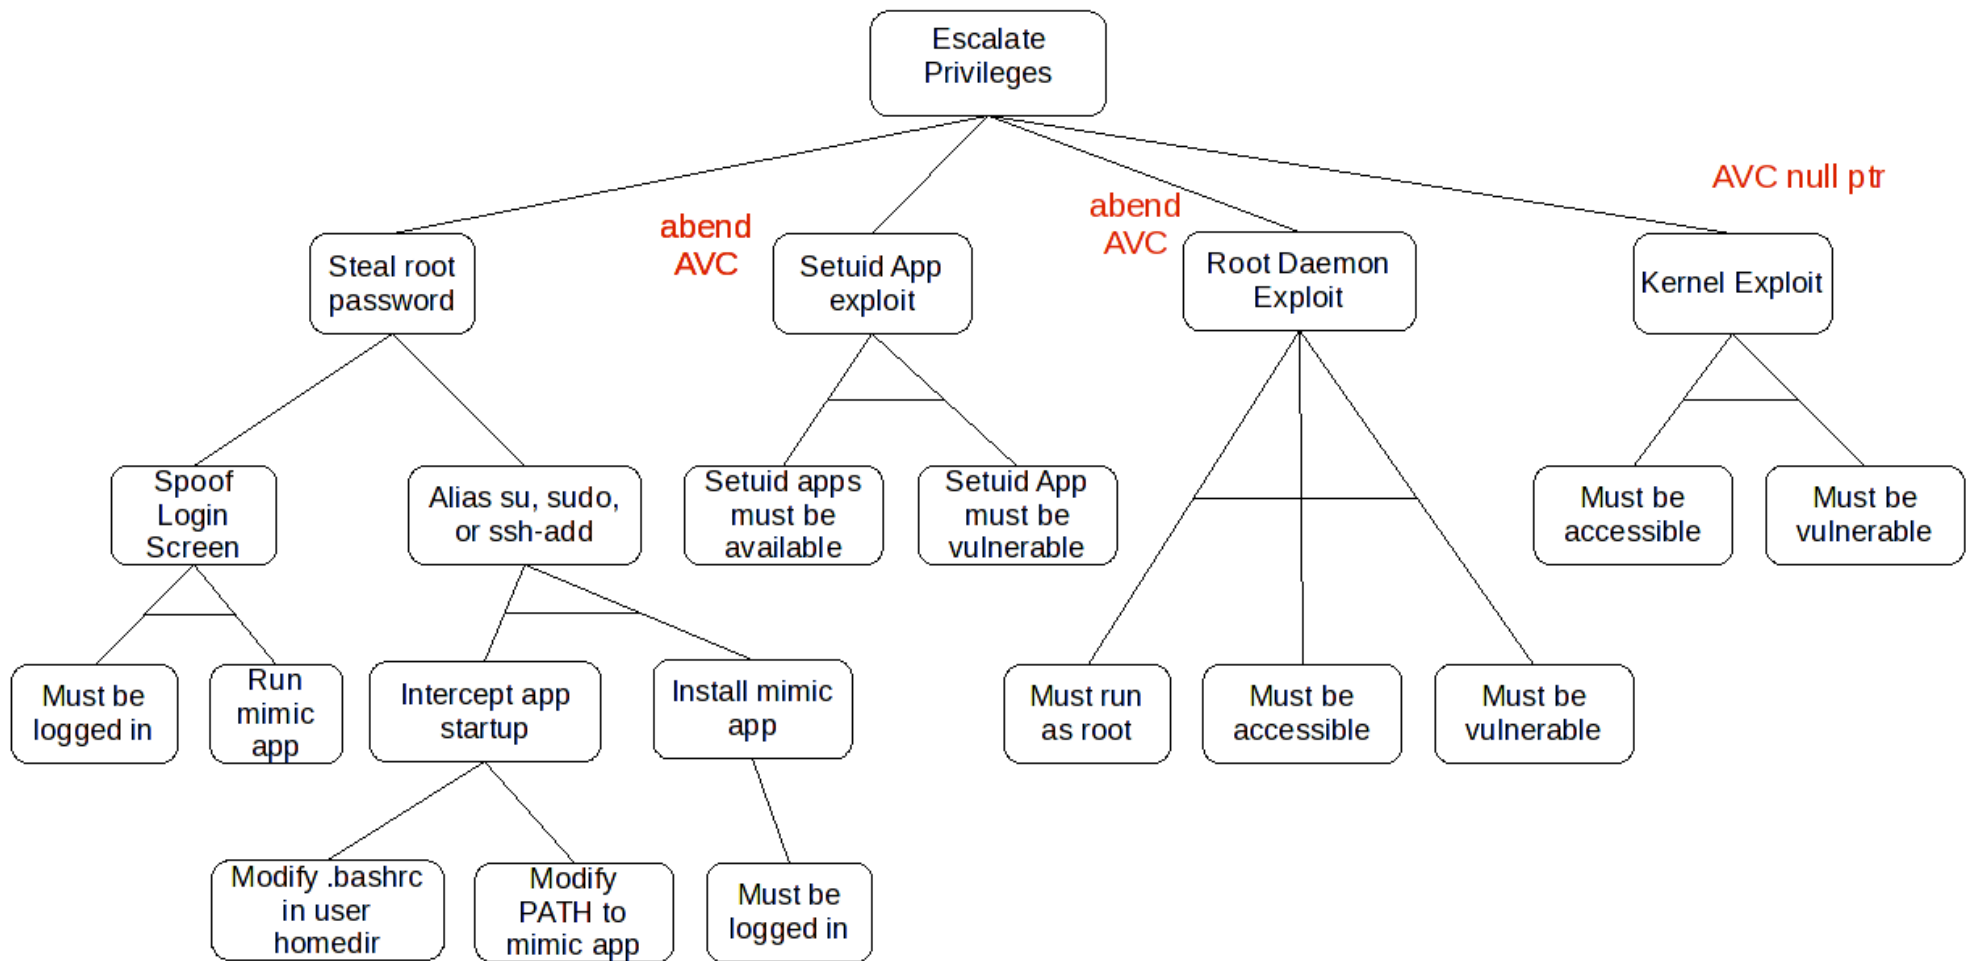 Escalate
Privileges
AVC null ptr
abend
AVC
abend
AVC
Steal root
password
Setuid App
exploit
Root Daemon
Exploit
Kernel Exploit
Spoof
Login
Screen
Alias su, sudo,
or ssh-add
Setuid apps
must be
available
Setuid App
must be
vulnerable
Must be
accessible
Must be
vulnerable
Must be
logged in
Run
mimic
app
Intercept app
startup
Install mimic
app
Must run
as root
Must be
accessible
Must be
vulnerable
Modify .bashrc
in user
homedir
Modify
PATH to
mimic app
Must be
logged in